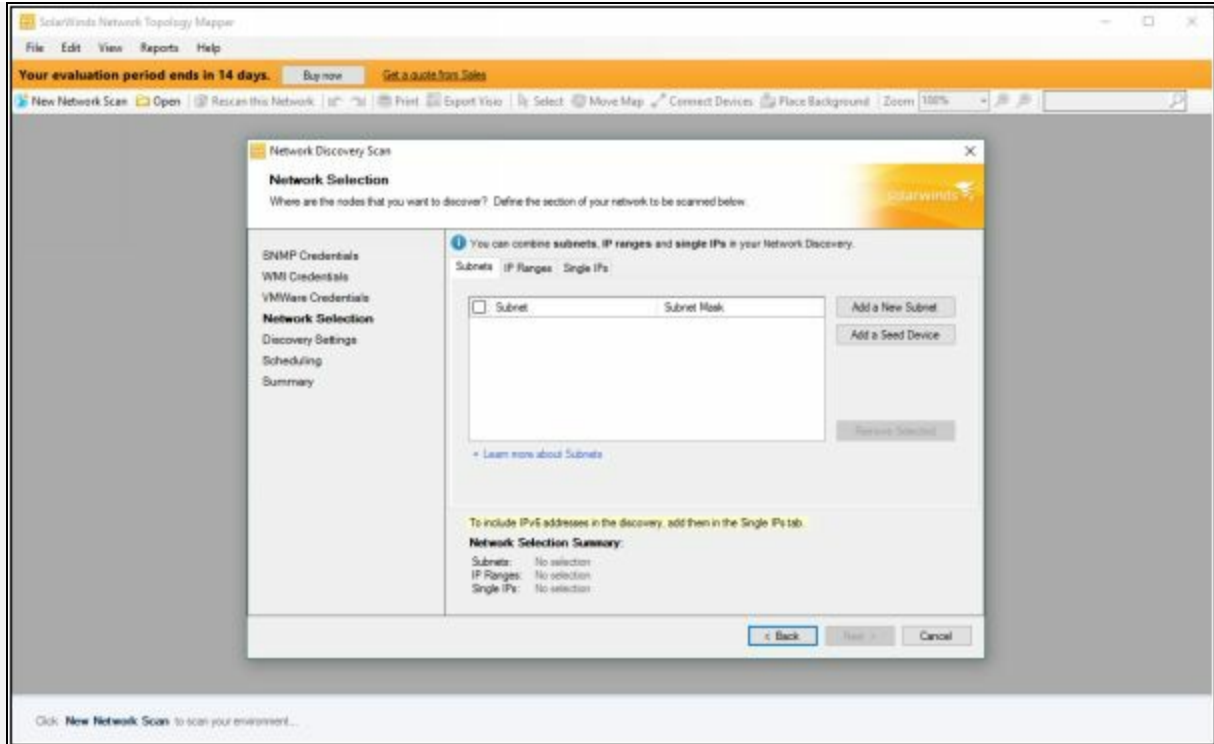 SolarWinds Network Topology Mapper
File Edit View Reports Help
Your evaluation period ends in 14 days. Buy now Get a quote from Sales
New Network Scan Open Rescan this Network Print Export Visio Select Move Map Connect Devices Place Background Zoom 100%
Network Discovery Scan
Network Selection
Where are the nodes that you want to discover? Define the section of your network to be scanned below.
solarwinds
SNMP Credentials
WMI Credentials
VMWare Credentials
Network Selection
Discovery Settings
Scheduling
Summary
You can combine subnets, IP ranges and single IPs in your Network Discovery.
Subnets IP Ranges Single IPs
Subnet Subnet Mask
Add a New Subnet
Add a Seed Device
Remove Selected
» Learn more about Subnets
To include IPv6 addresses in the discovery, add them in the Single IPs tab.
Network Selection Summary:
Subnets: No selection
IP Ranges: No selection
Single IPs: No selection
< Back Next > Cancel
Click New Network Scan to scan your environment...